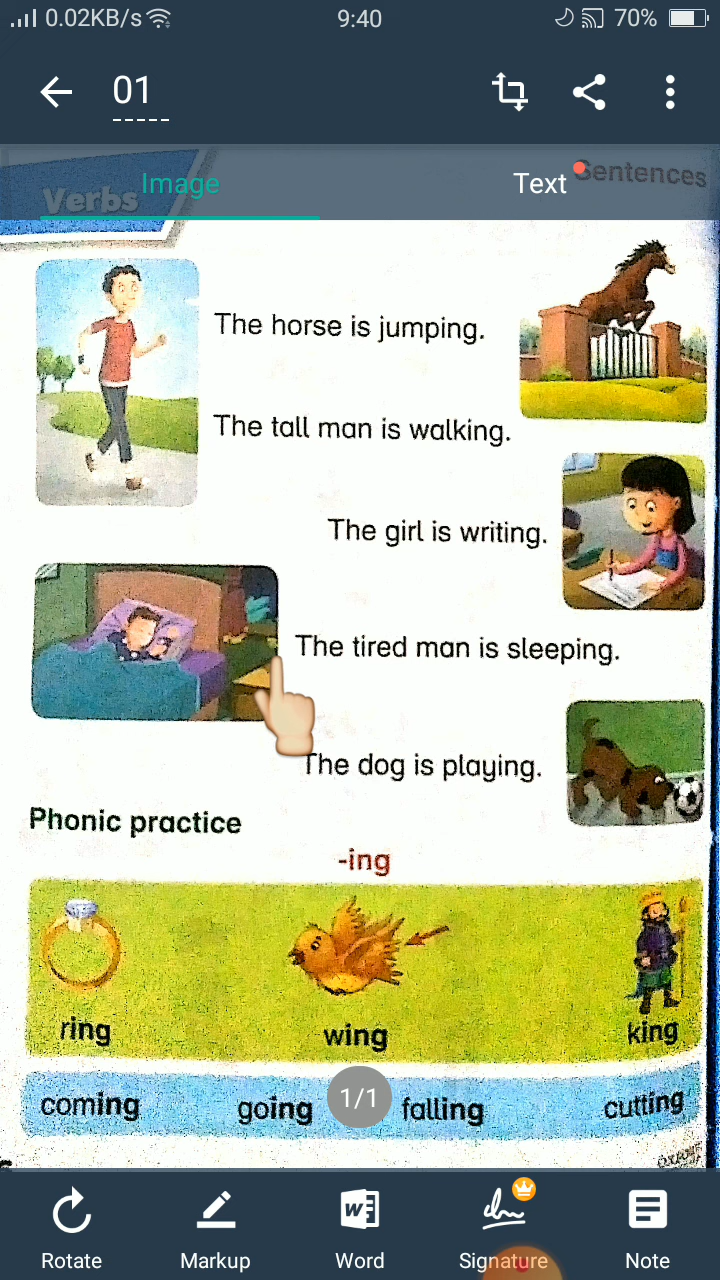 0.02KB/s 9:40 70%
01
Verbs Image Text Sentences
The horse is jumping.
The tall man is walking.
The girl is writing.
The tired man is sleeping.
The dog is playing.
Phonic practice
-ing
ring wing king
coming going 1/1 falling cutting
Rotate Markup Word Signature Note